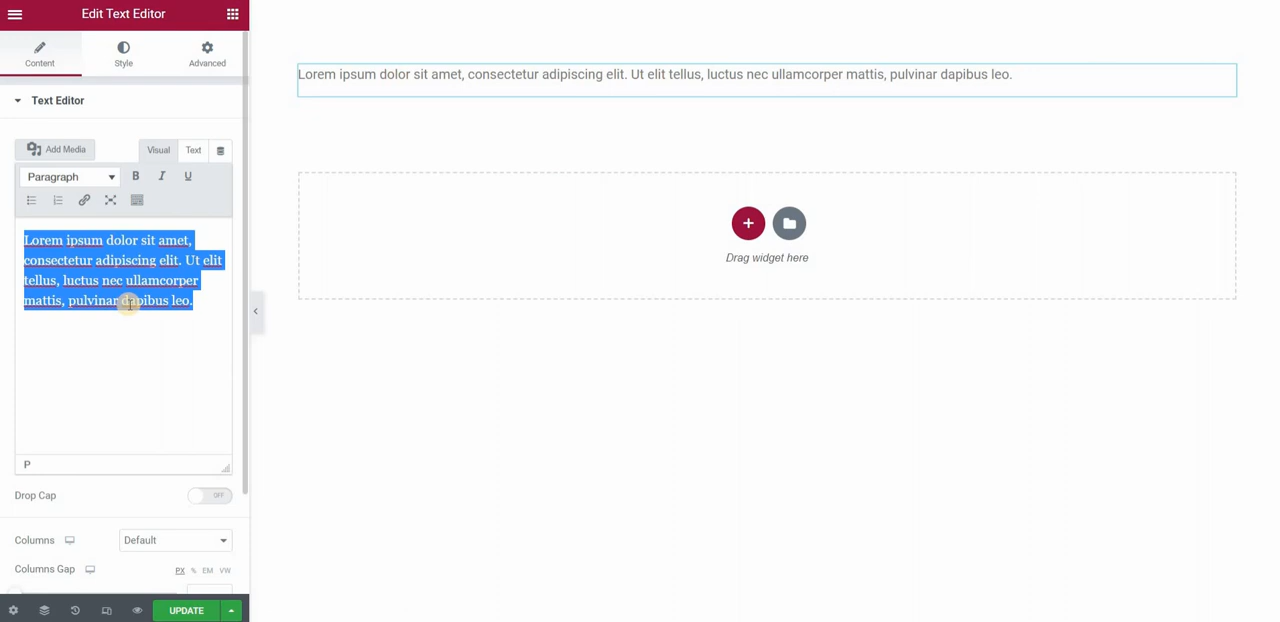 Edit Text Editor
Content
Style
Advanced
Text Editor
Add Media
Visual
Text
Paragraph
B
I
U
Lorem ipsum dolor sit amet,
consectetur adipiscing elit. Ut elit
tellus, luctus nec ullamcorper
mattis, pulvinar dapibus leo.
P
Drop Cap
OFF
Columns
Default
Columns Gap
PX
%
EM
VW
UPDATE
Lorem ipsum dolor sit amet, consectetur adipiscing elit. Ut elit tellus, luctus nec ullamcorper mattis, pulvinar dapibus leo.
Drag widget here